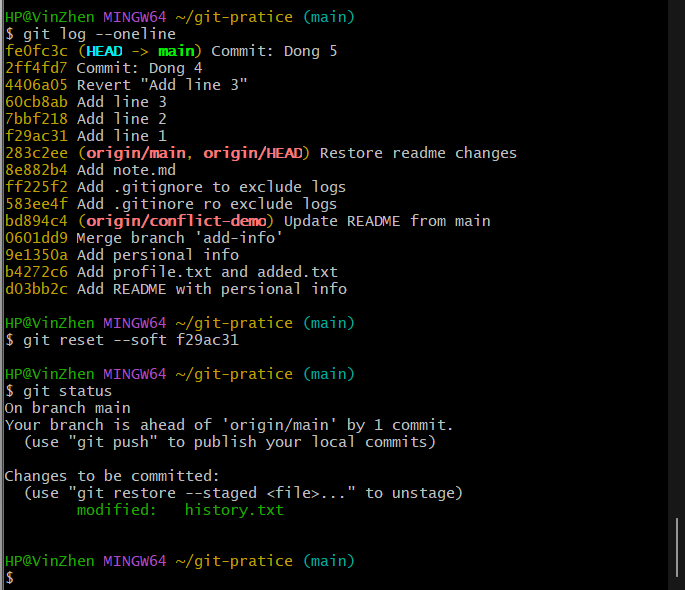 HP@VinZhen MINGW64 ~/git-pratice (main)
$ git log --oneline
fe0fc3c (HEAD -> main) Commit: Dong 5
2ff4fd7 Commit: Dong 4
4406a05 Revert "Add line 3"
60cb8ab Add line 3
7bbf218 Add line 2
f29ac31 Add line 1
283c2ee (origin/main, origin/HEAD) Restore readme changes
8e882b4 Add note.md
ff225f2 Add .gitignore to exclude logs
583ee4f Add .gitinore ro exclude logs
bd894c4 (origin/conflict-demo) Update README from main
0601dd9 Merge branch 'add-info'
9e1350a Add persional info
b4272c6 Add profile.txt and added.txt
d03bb2c Add README with persional info
HP@VinZhen MINGW64 ~/git-pratice (main)
$ git reset --soft f29ac31
HP@VinZhen MINGW64 ~/git-pratice (main)
$ git status
On branch main
Your branch is ahead of 'origin/main' by 1 commit.
  (use "git push" to publish your local commits)
Changes to be committed:
  (use "git restore --staged <file>..." to unstage)
        modified:   history.txt
HP@VinZhen MINGW64 ~/git-pratice (main)
$